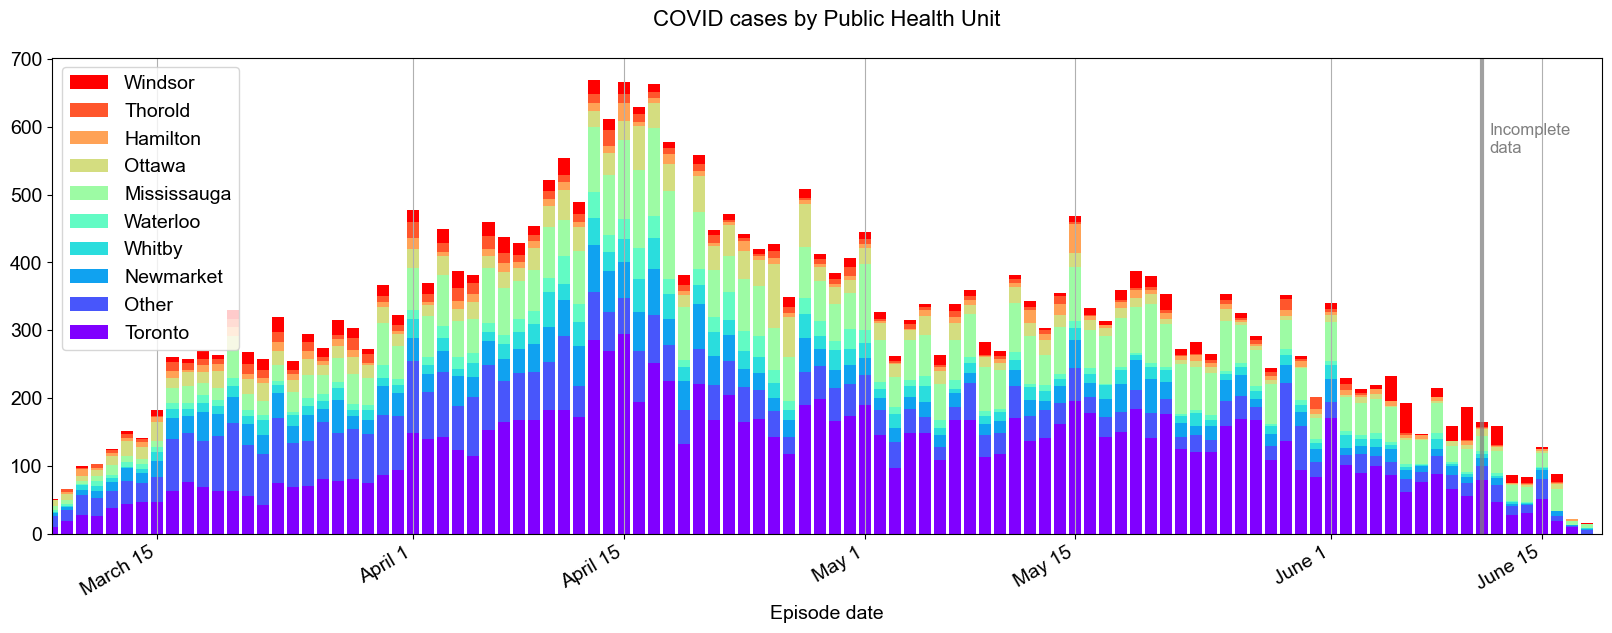 COVID cases by Public Health Unit
700
600
500
400
300
200
100
0
Windsor
Thorold
Hamilton
Ottawa
Mississauga
Waterloo
Whitby
Newmarket
Other
Toronto
Incomplete
data
March 15
April 1
April 15
May 1
May 15
June 1
June 15
Episode date